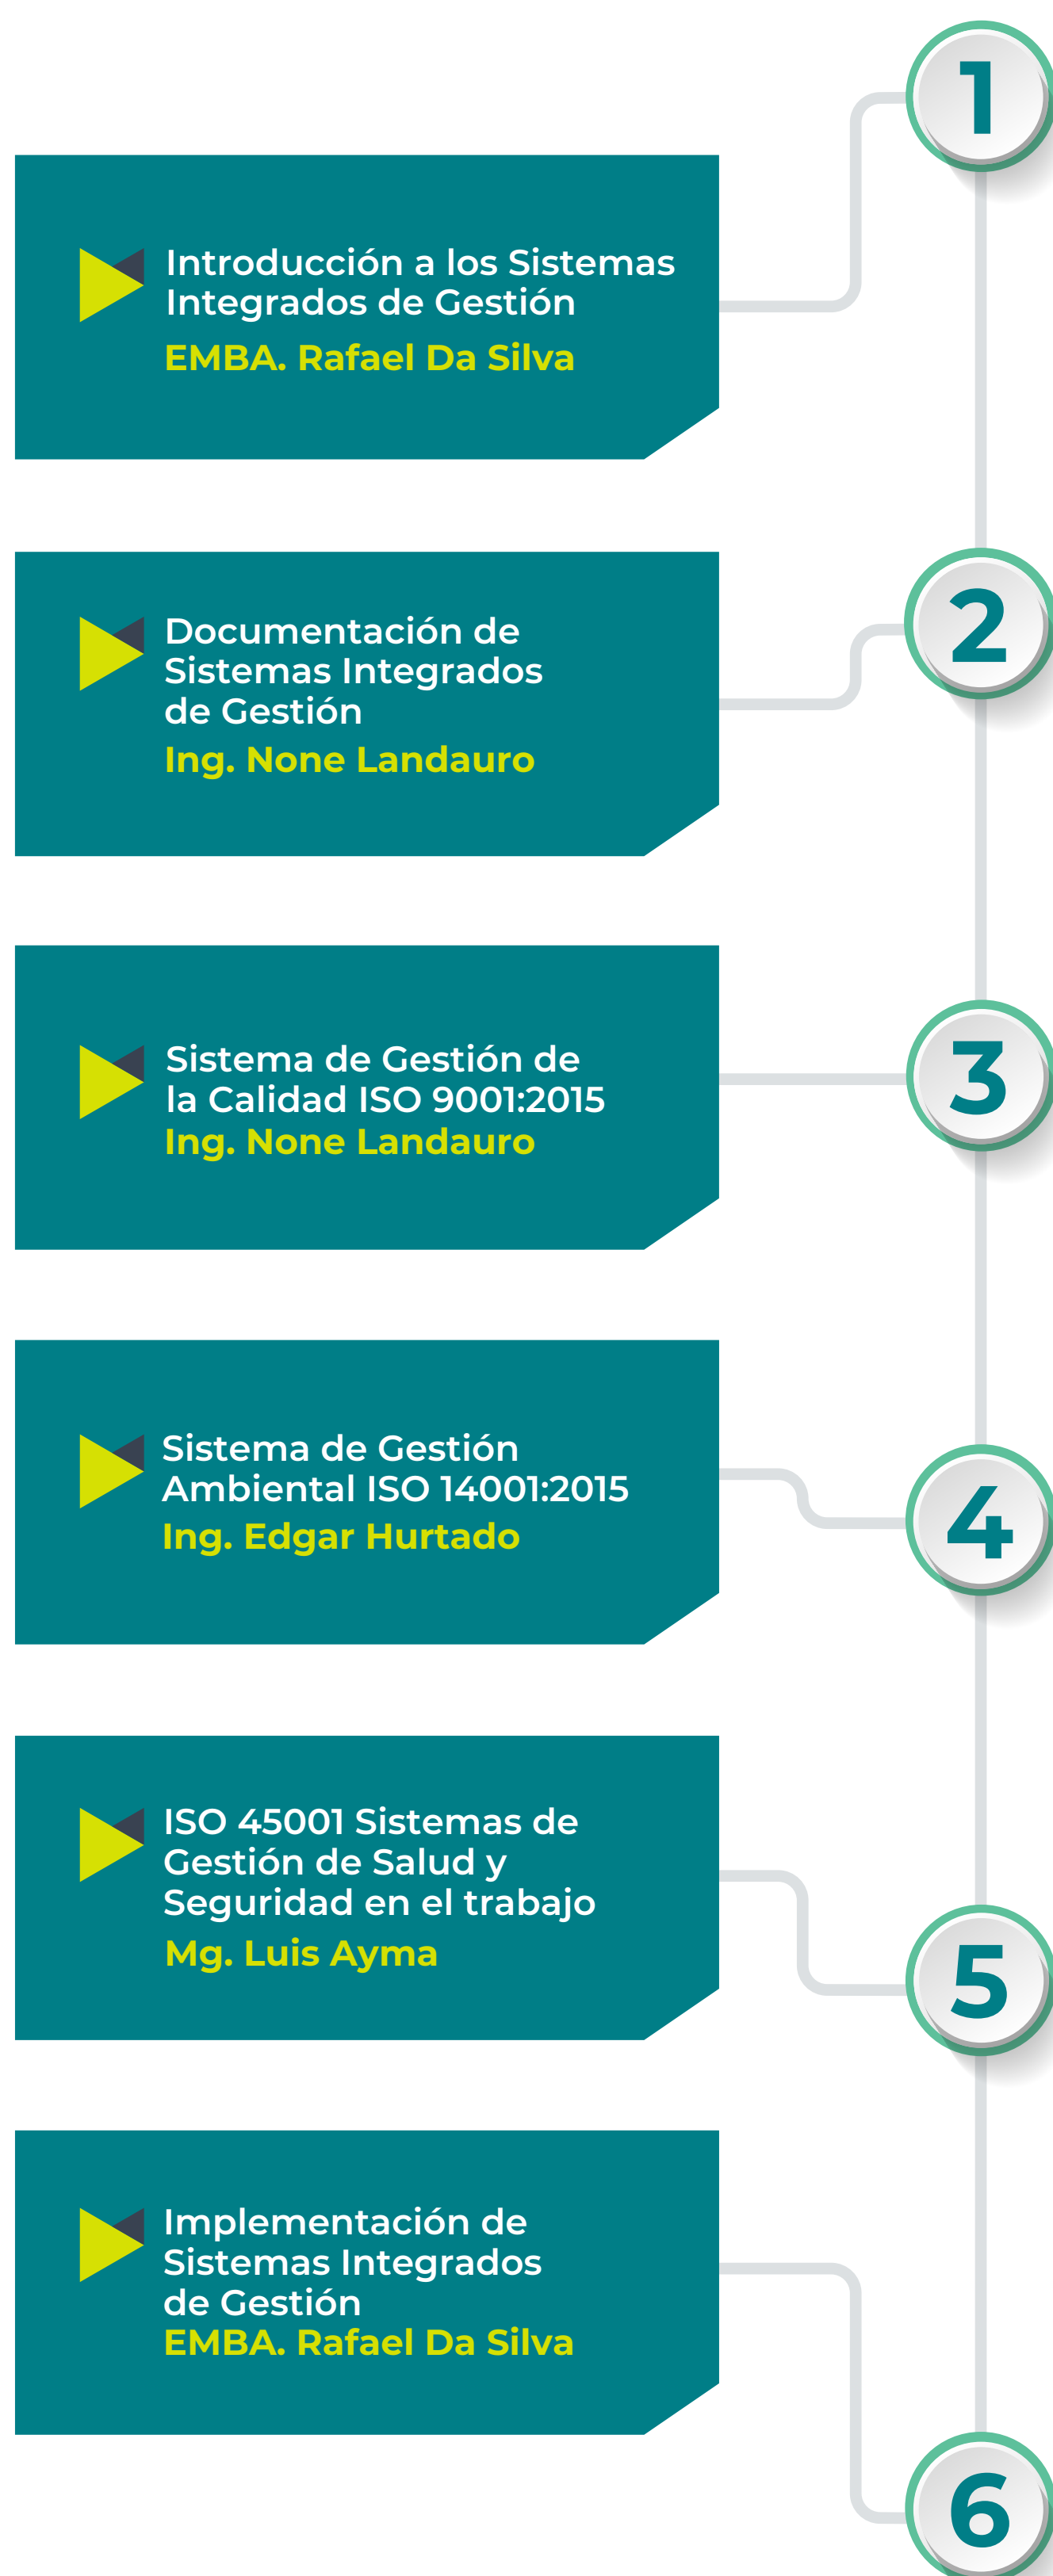 1
Introducción a los Sistemas
Integrados de Gestión
EMBA. Rafael Da Silva
2
Documentación de
Sistemas Integrados
de Gestión
Ing. None Landauro
3
Sistema de Gestión de
la Calidad ISO 9001:2015
Ing. None Landauro
4
Sistema de Gestión
Ambiental ISO 14001:2015
Ing. Edgar Hurtado
5
ISO 45001 Sistemas de
Gestión de Salud y
Seguridad en el trabajo
Mg. Luis Ayma
6
Implementación de
Sistemas Integrados
de Gestión
EMBA. Rafael Da Silva